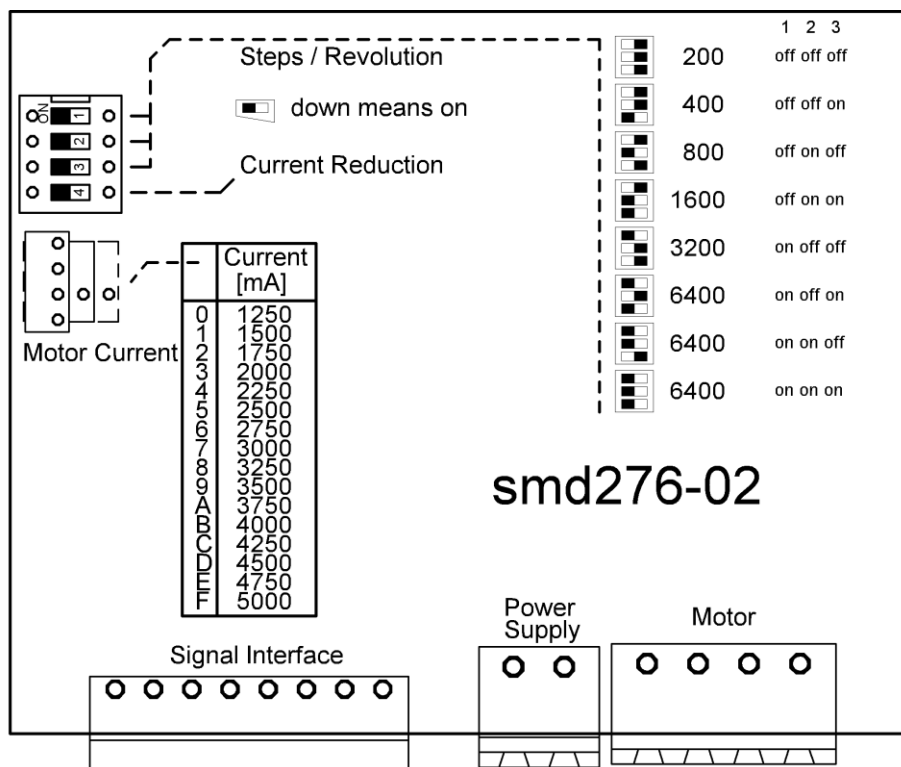 1 2 3
Steps / Revolution
200 off off off
down means on
400 off off on
ON
1
2
3
4
800 off on off
Current Reduction
1600 off on on
3200 on off off
6400 on off on
6400 on on off
6400 on on on
Motor Current
Current
[mA]
0 1250
1 1500
2 1750
3 2000
4 2250
5 2500
6 2750
7 3000
8 3250
9 3500
A 3750
B 4000
C 4250
D 4500
E 4750
F 5000
smd276-02
Signal Interface
Power
Supply
Motor